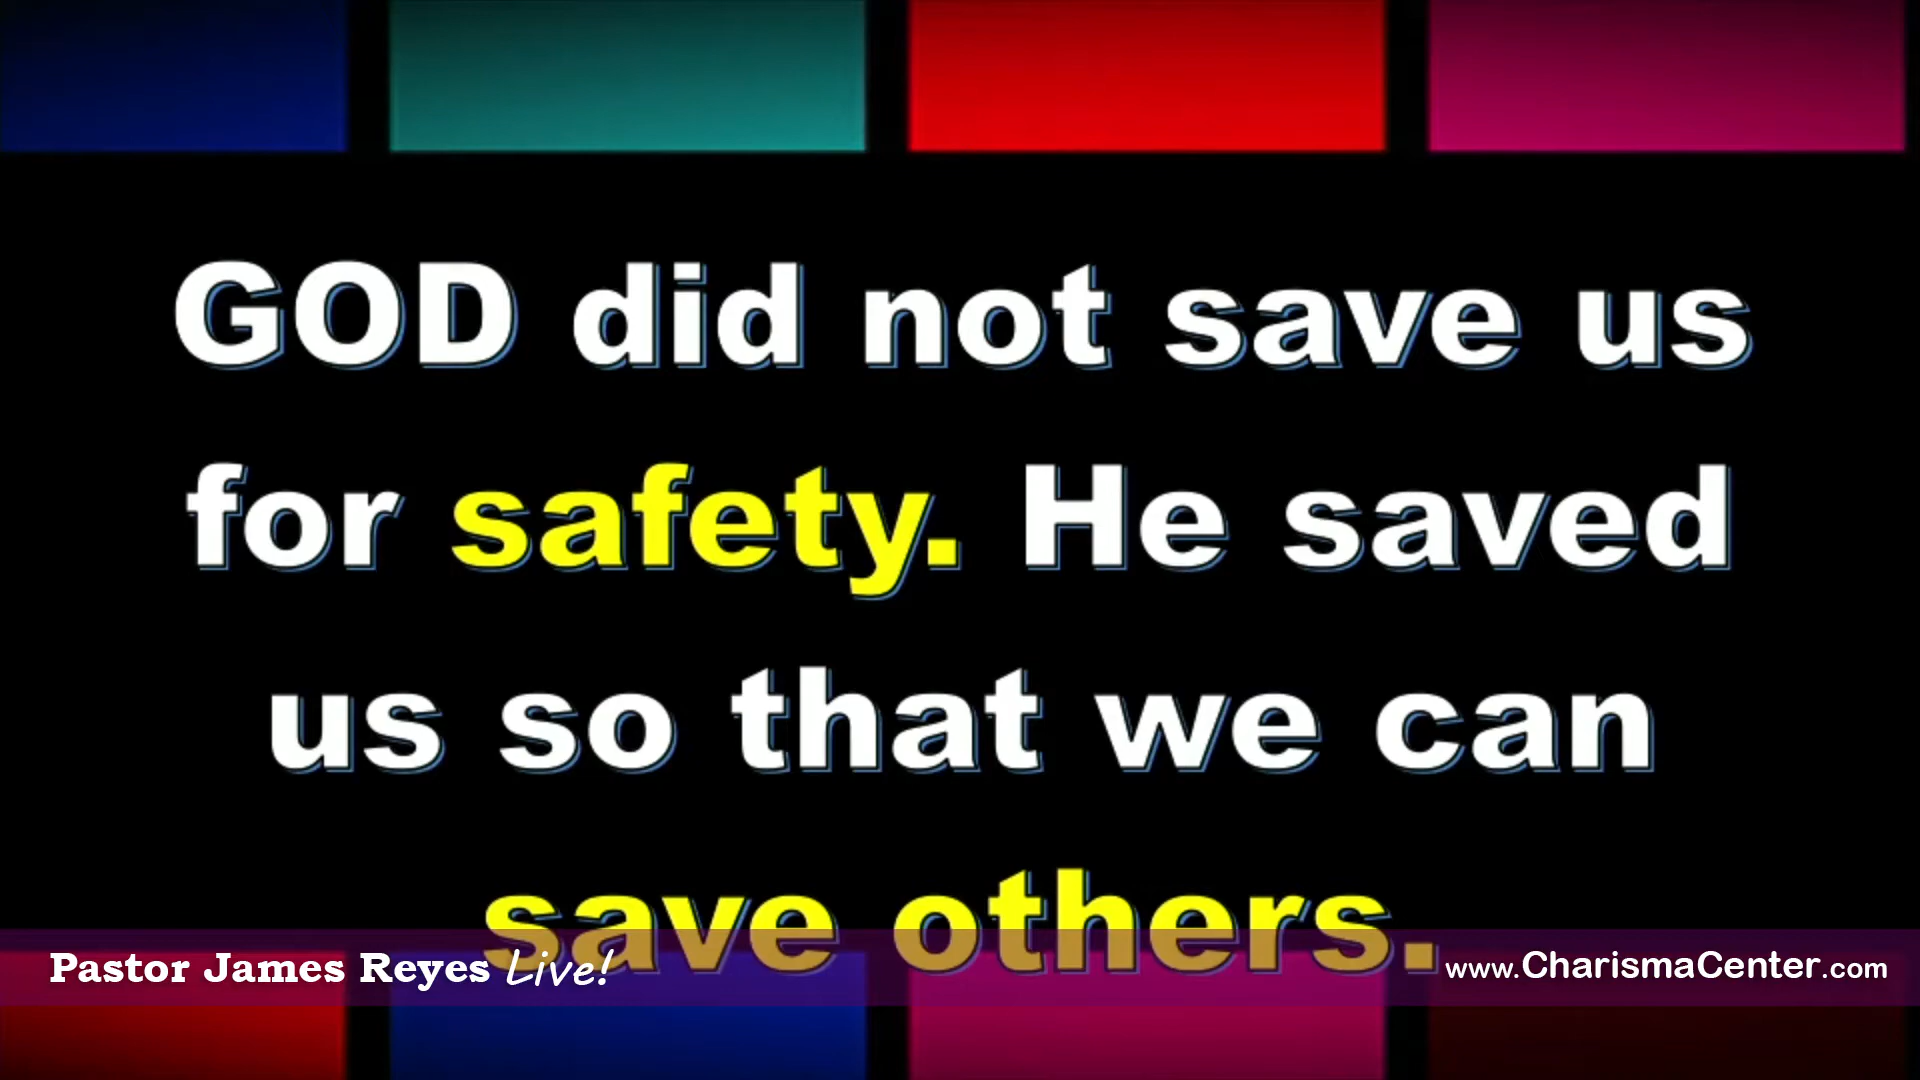 GOD did not save us
for safety. He saved
us so that we can
save others.
Pastor James Reyes Live!
www.CharismaCenter.com